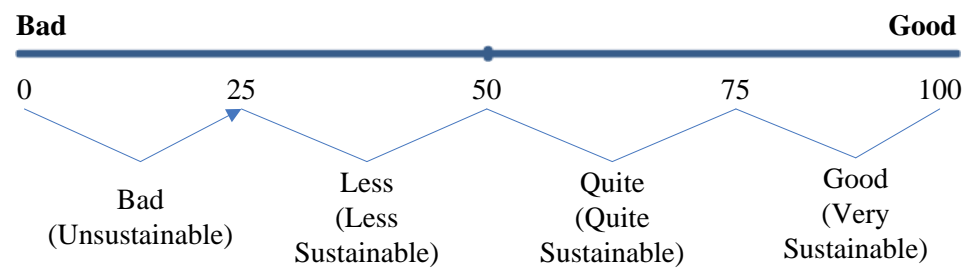 Bad Good
0 25 50 75 100
Bad
(Unsustainable)
Less
(Less
Sustainable)
Quite
(Quite
Sustainable)
Good
(Very
Sustainable)